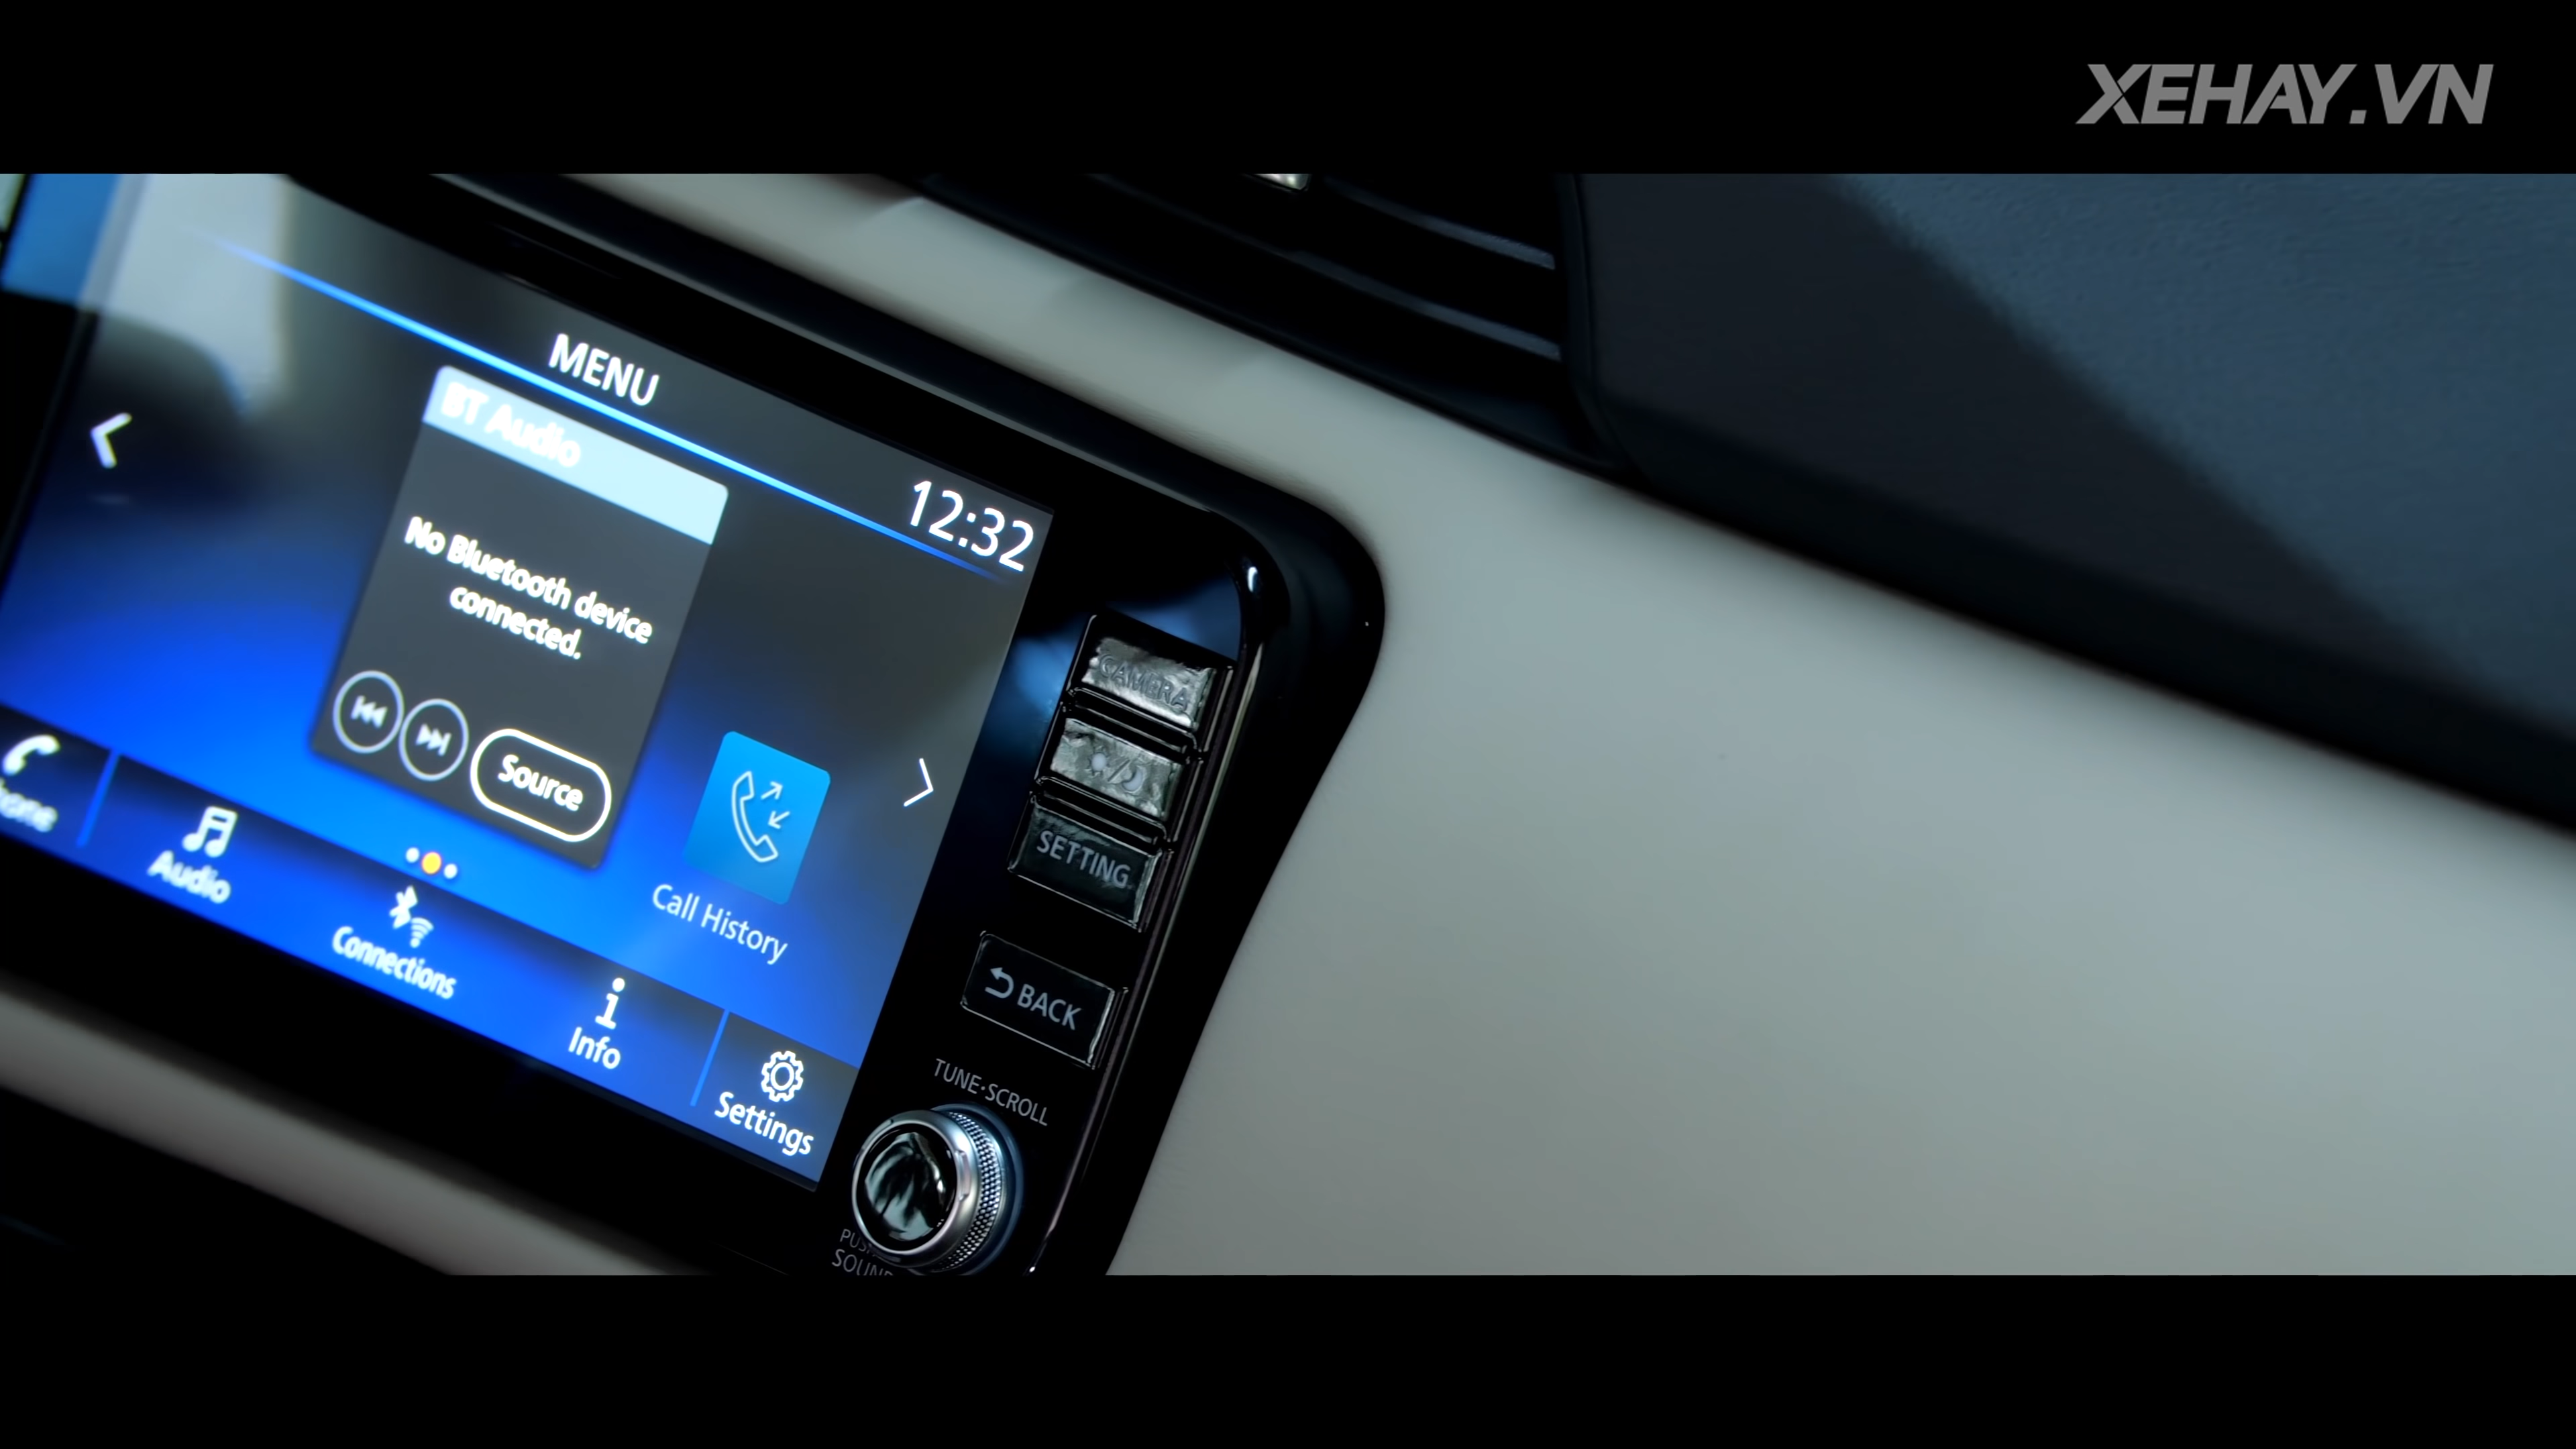 XEHAY.VN
MENU
BT Audio
12:32
No Bluetooth device
connected.
Source
CAMERA
SETTING
Call History
BACK
Audio
Connections
Info
Settings
TUNE·SCROLL